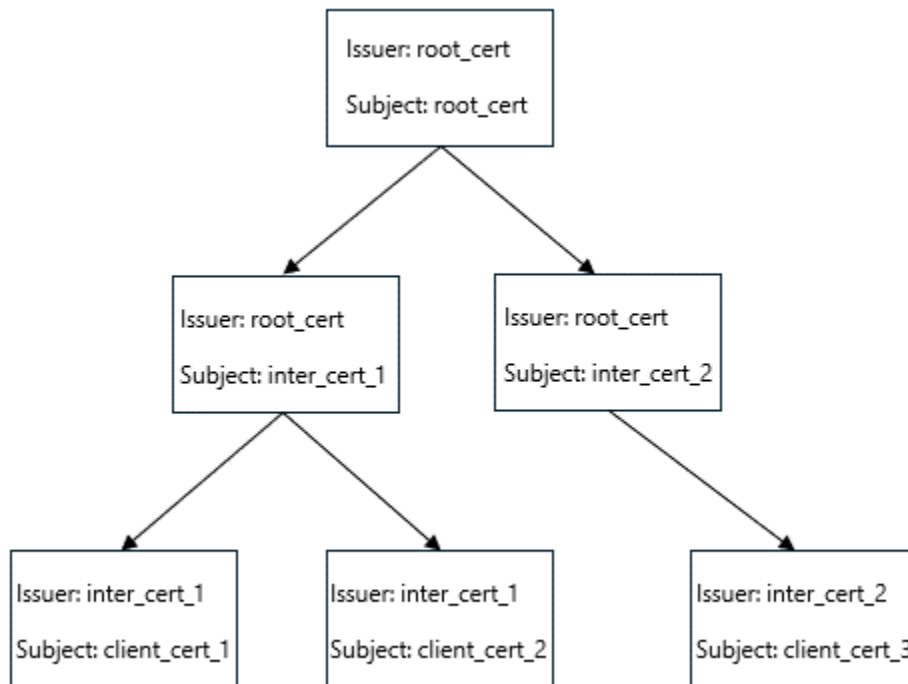 Issuer: root_cert
Subject: root_cert
Issuer: root_cert
Subject: inter_cert_1
Issuer: root_cert
Subject: inter_cert_2
Issuer: inter_cert_1
Subject: client_cert_1
Issuer: inter_cert_1
Subject: client_cert_2
Issuer: inter_cert_2
Subject: client_cert_3